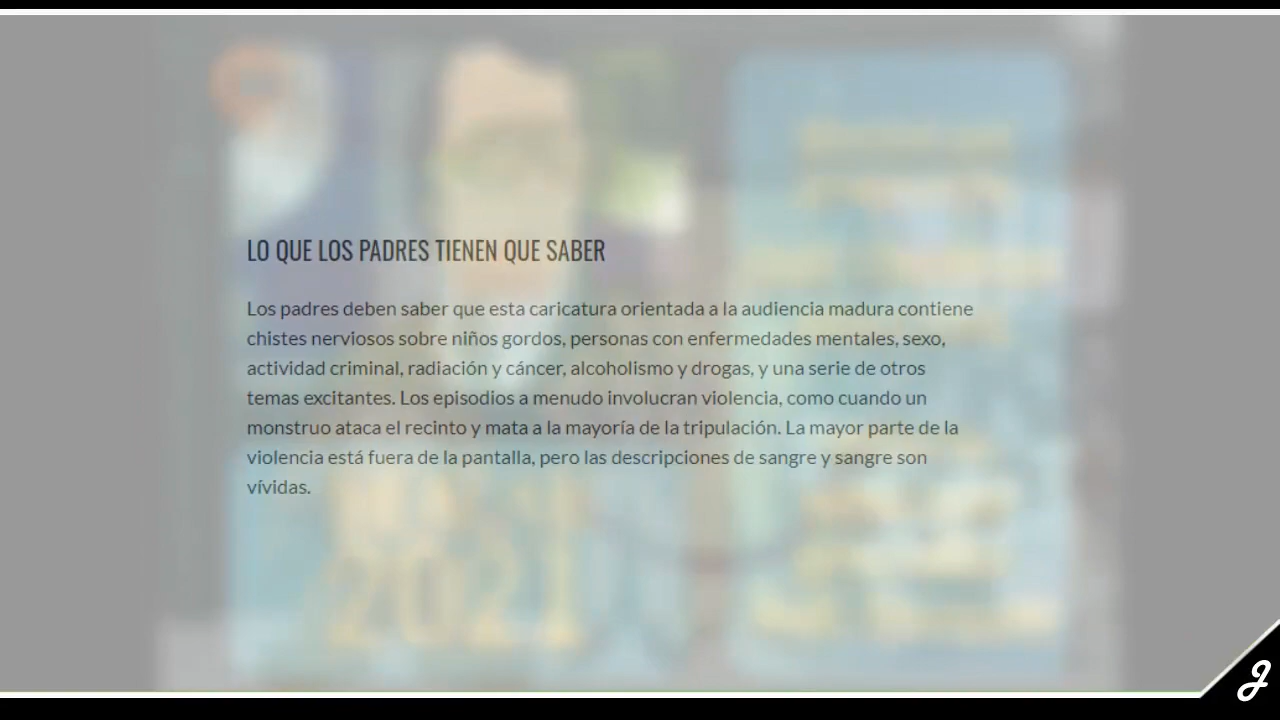 LO QUE LOS PADRES TIENEN QUE SABER
Los padres deben saber que esta caricatura orientada a la audiencia madura contiene
chistes nerviosos sobre niños gordos, personas con enfermedades mentales, sexo,
actividad criminal, radiación y cáncer, alcoholismo y drogas, y una serie de otros
temas excitantes. Los episodios a menudo involucran violencia, como cuando un
monstruo ataca el recinto y mata a la mayoría de la tripulación. La mayor parte de la
violencia está fuera de la pantalla, pero las descripciones de sangre y sangre son
vívidas.
2021
J